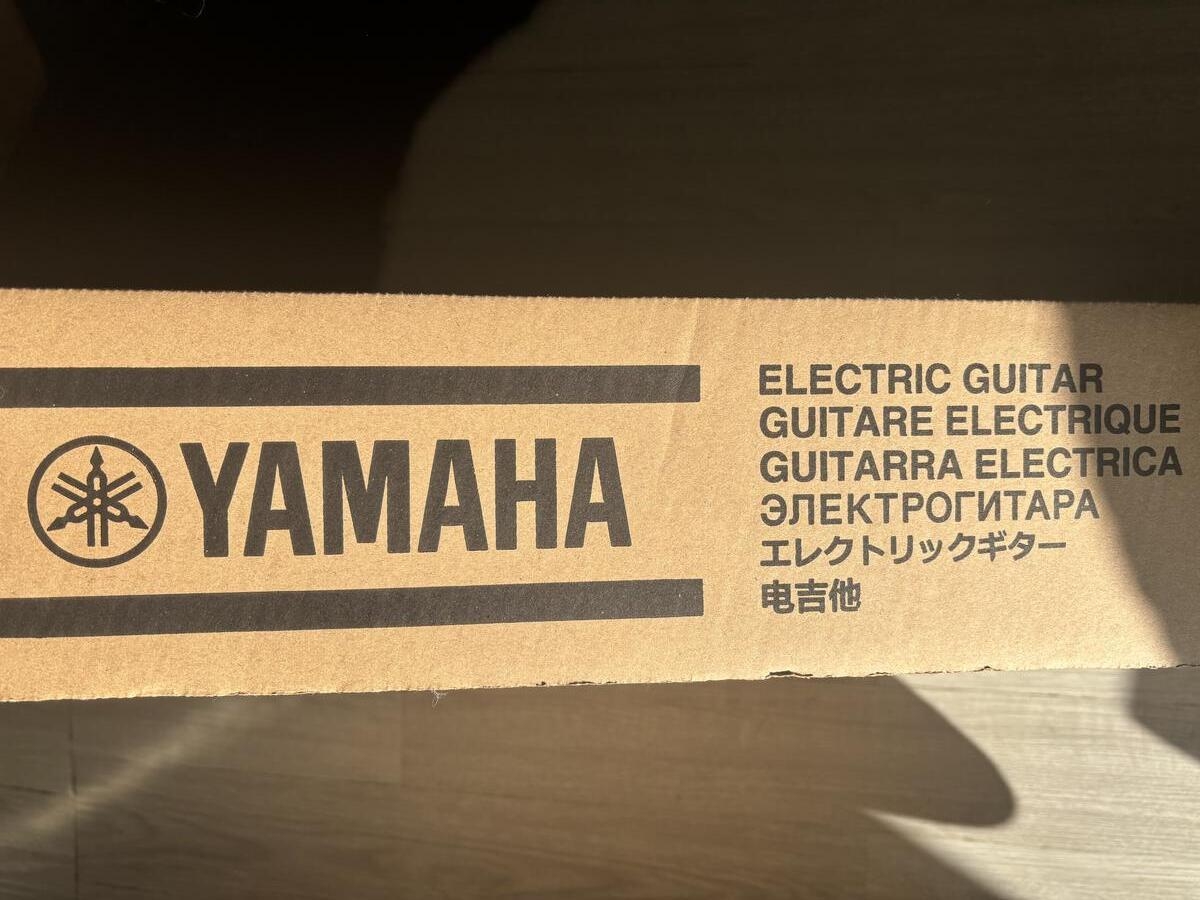 YAMAHA
ELECTRIC GUITAR
GUITARE ELECTRIQUE
GUITARRA ELECTRICA
ЭЛЕКТРОГИТАРА
エレクトリックギター
电吉他